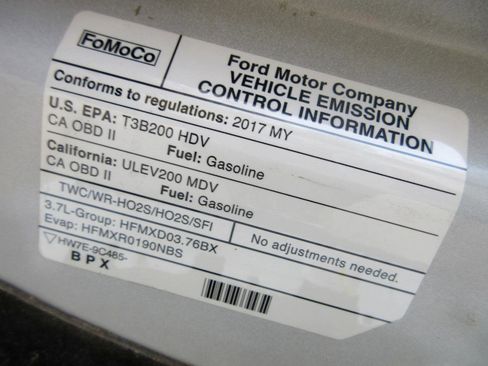 FoMoCo
Ford Motor Company
VEHICLE EMISSION
CONTROL INFORMATION
Conforms to regulations: 2017 MY
U.S. EPA: T3B200 HDV
CA OBD II Fuel: Gasoline
California: ULEV200 MDV
CA OBD II Fuel: Gasoline
TWC/WR-HO2S/HO2S/SFI
3.7L-Group: HFMXD03.76BX
Evap: HFMXR0190NBS
No adjustments needed.
HW7E-9C485-
BPX